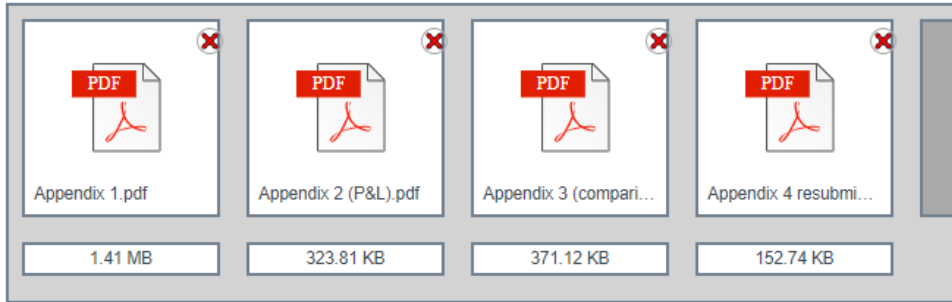 PDF PDF PDF PDF
Appendix 1.pdf Appendix 2 (P&L).pdf Appendix 3 (compari... Appendix 4 resubmi...
1.41 MB 323.81 KB 371.12 KB 152.74 KB